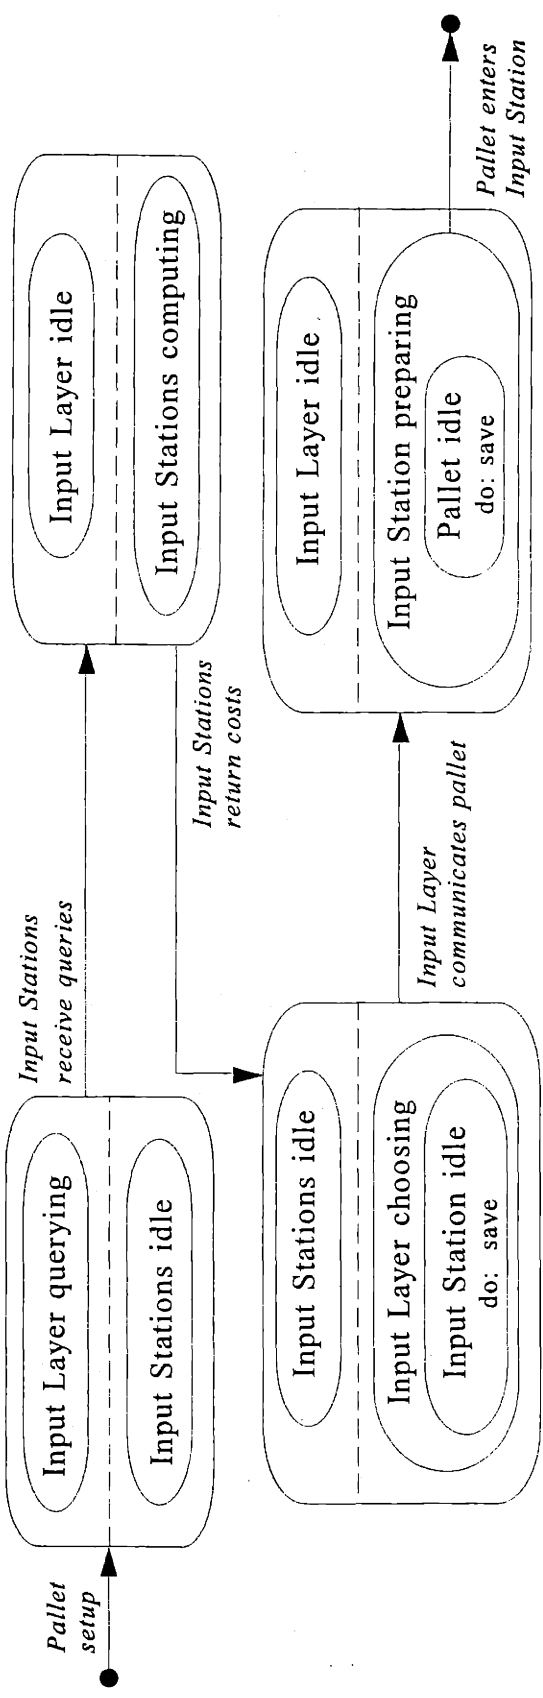 Pallet
setup
Input Layer querying
Input Stations idle
Input Stations
receive queries
Input Layer idle
Input Stations computing
Input Stations
return costs
Input Stations idle
Input Layer choosing
Input Station idle
do: save
Input Layer
communicates pallet
Input Layer idle
Input Station preparing
Pallet idle
do: save
Pallet enters
Input Station